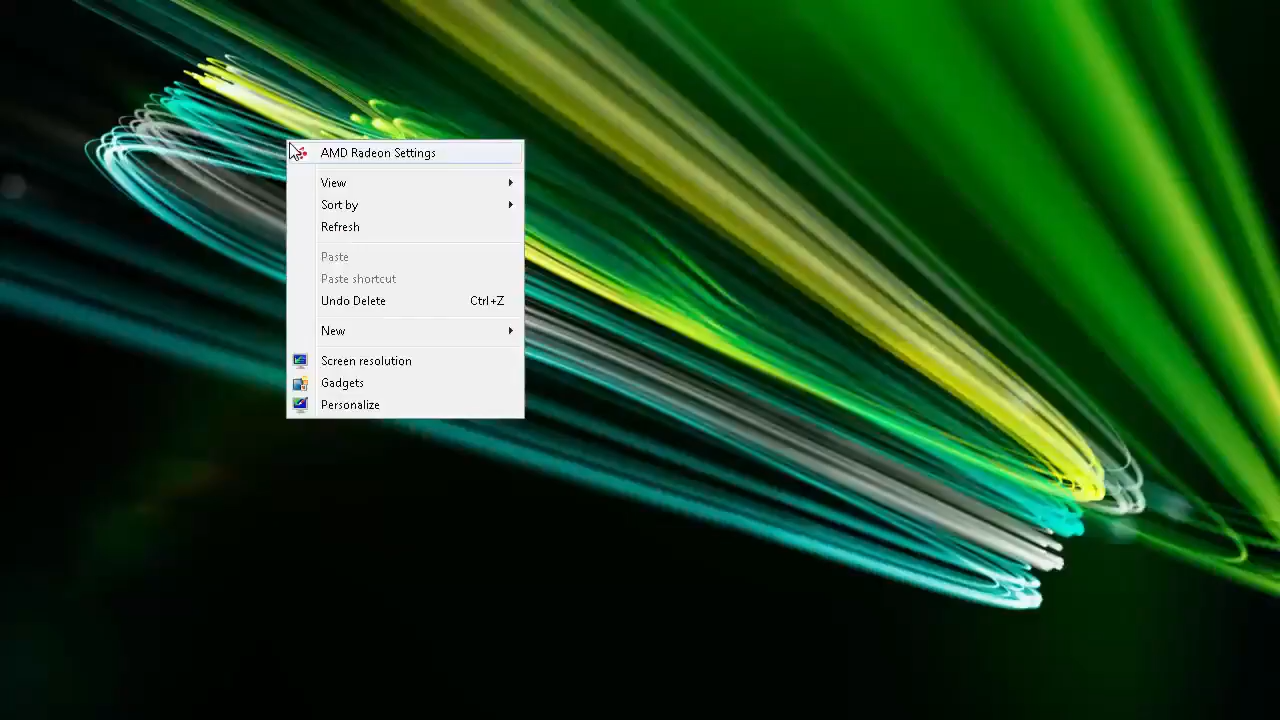 AMD Radeon Settings
View
Sort by
Refresh
Paste
Paste shortcut
Undo Delete Ctrl+Z
New
Screen resolution
Gadgets
Personalize